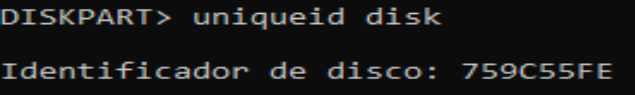 DISKPART> uniqueid disk
Identificador de disco: 759C55FE